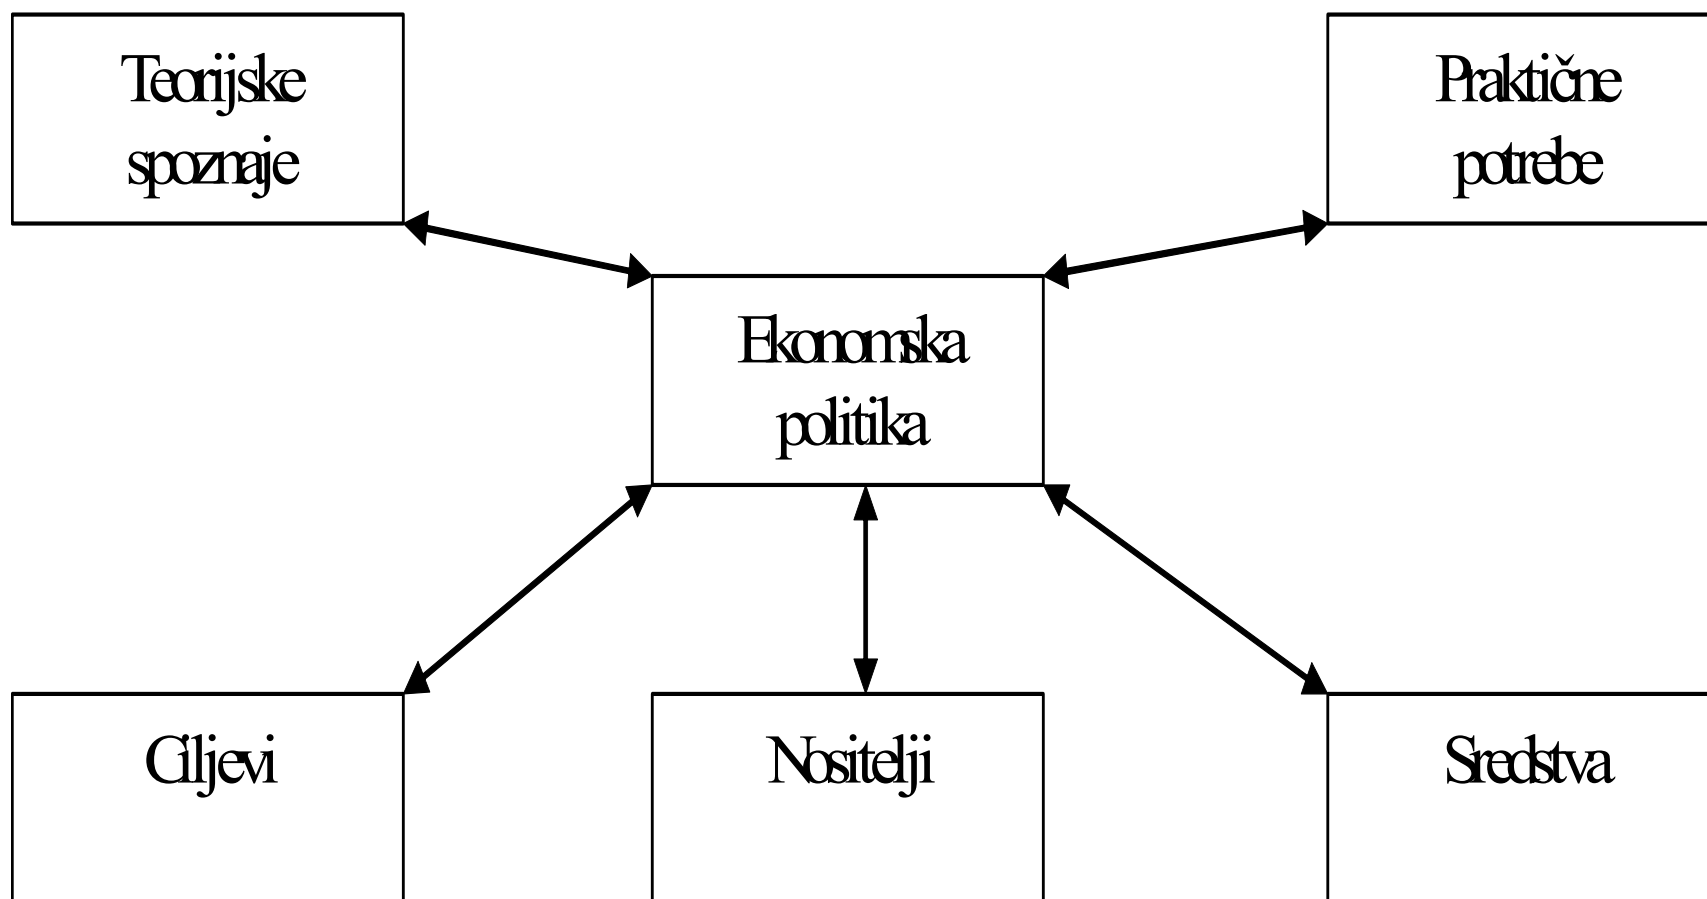 Teorijske
spoznaje
Praktične
potrebe
Ekonomska
politika
Ciljevi
Nositelji
Sredstva